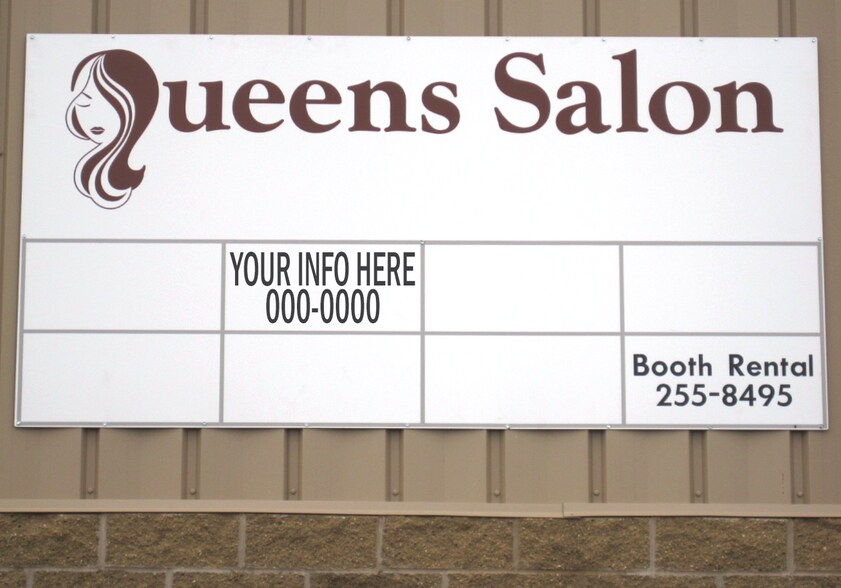 Queens Salon
YOUR INFO HERE
000-0000
Booth Rental
255-8495